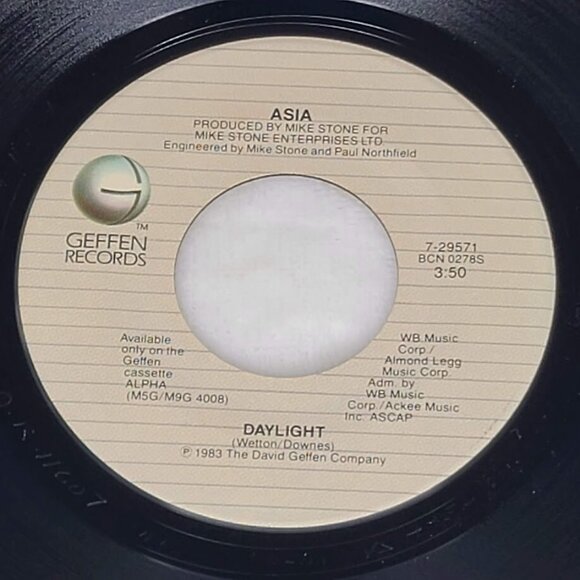 ASIA
PRODUCED BY MIKE STONE FOR
MIKE STONE ENTERPRISES LTD.
Engineered by Mike Stone and Paul Northfield
G
TM
GEFFEN
RECORDS
7-29571
BCN 0278S
3:50
Available
only on the
Geffen
cassette
ALPHA
(M5G/M9G 4008)
WB Music
Corp./
Almond Legg
Music Corp.
Adm. by
WB Music
Corp./Ackee Music
Inc. ASCAP
DAYLIGHT
(Wetton/Downes)
Ⓟ 1983 The David Geffen Company